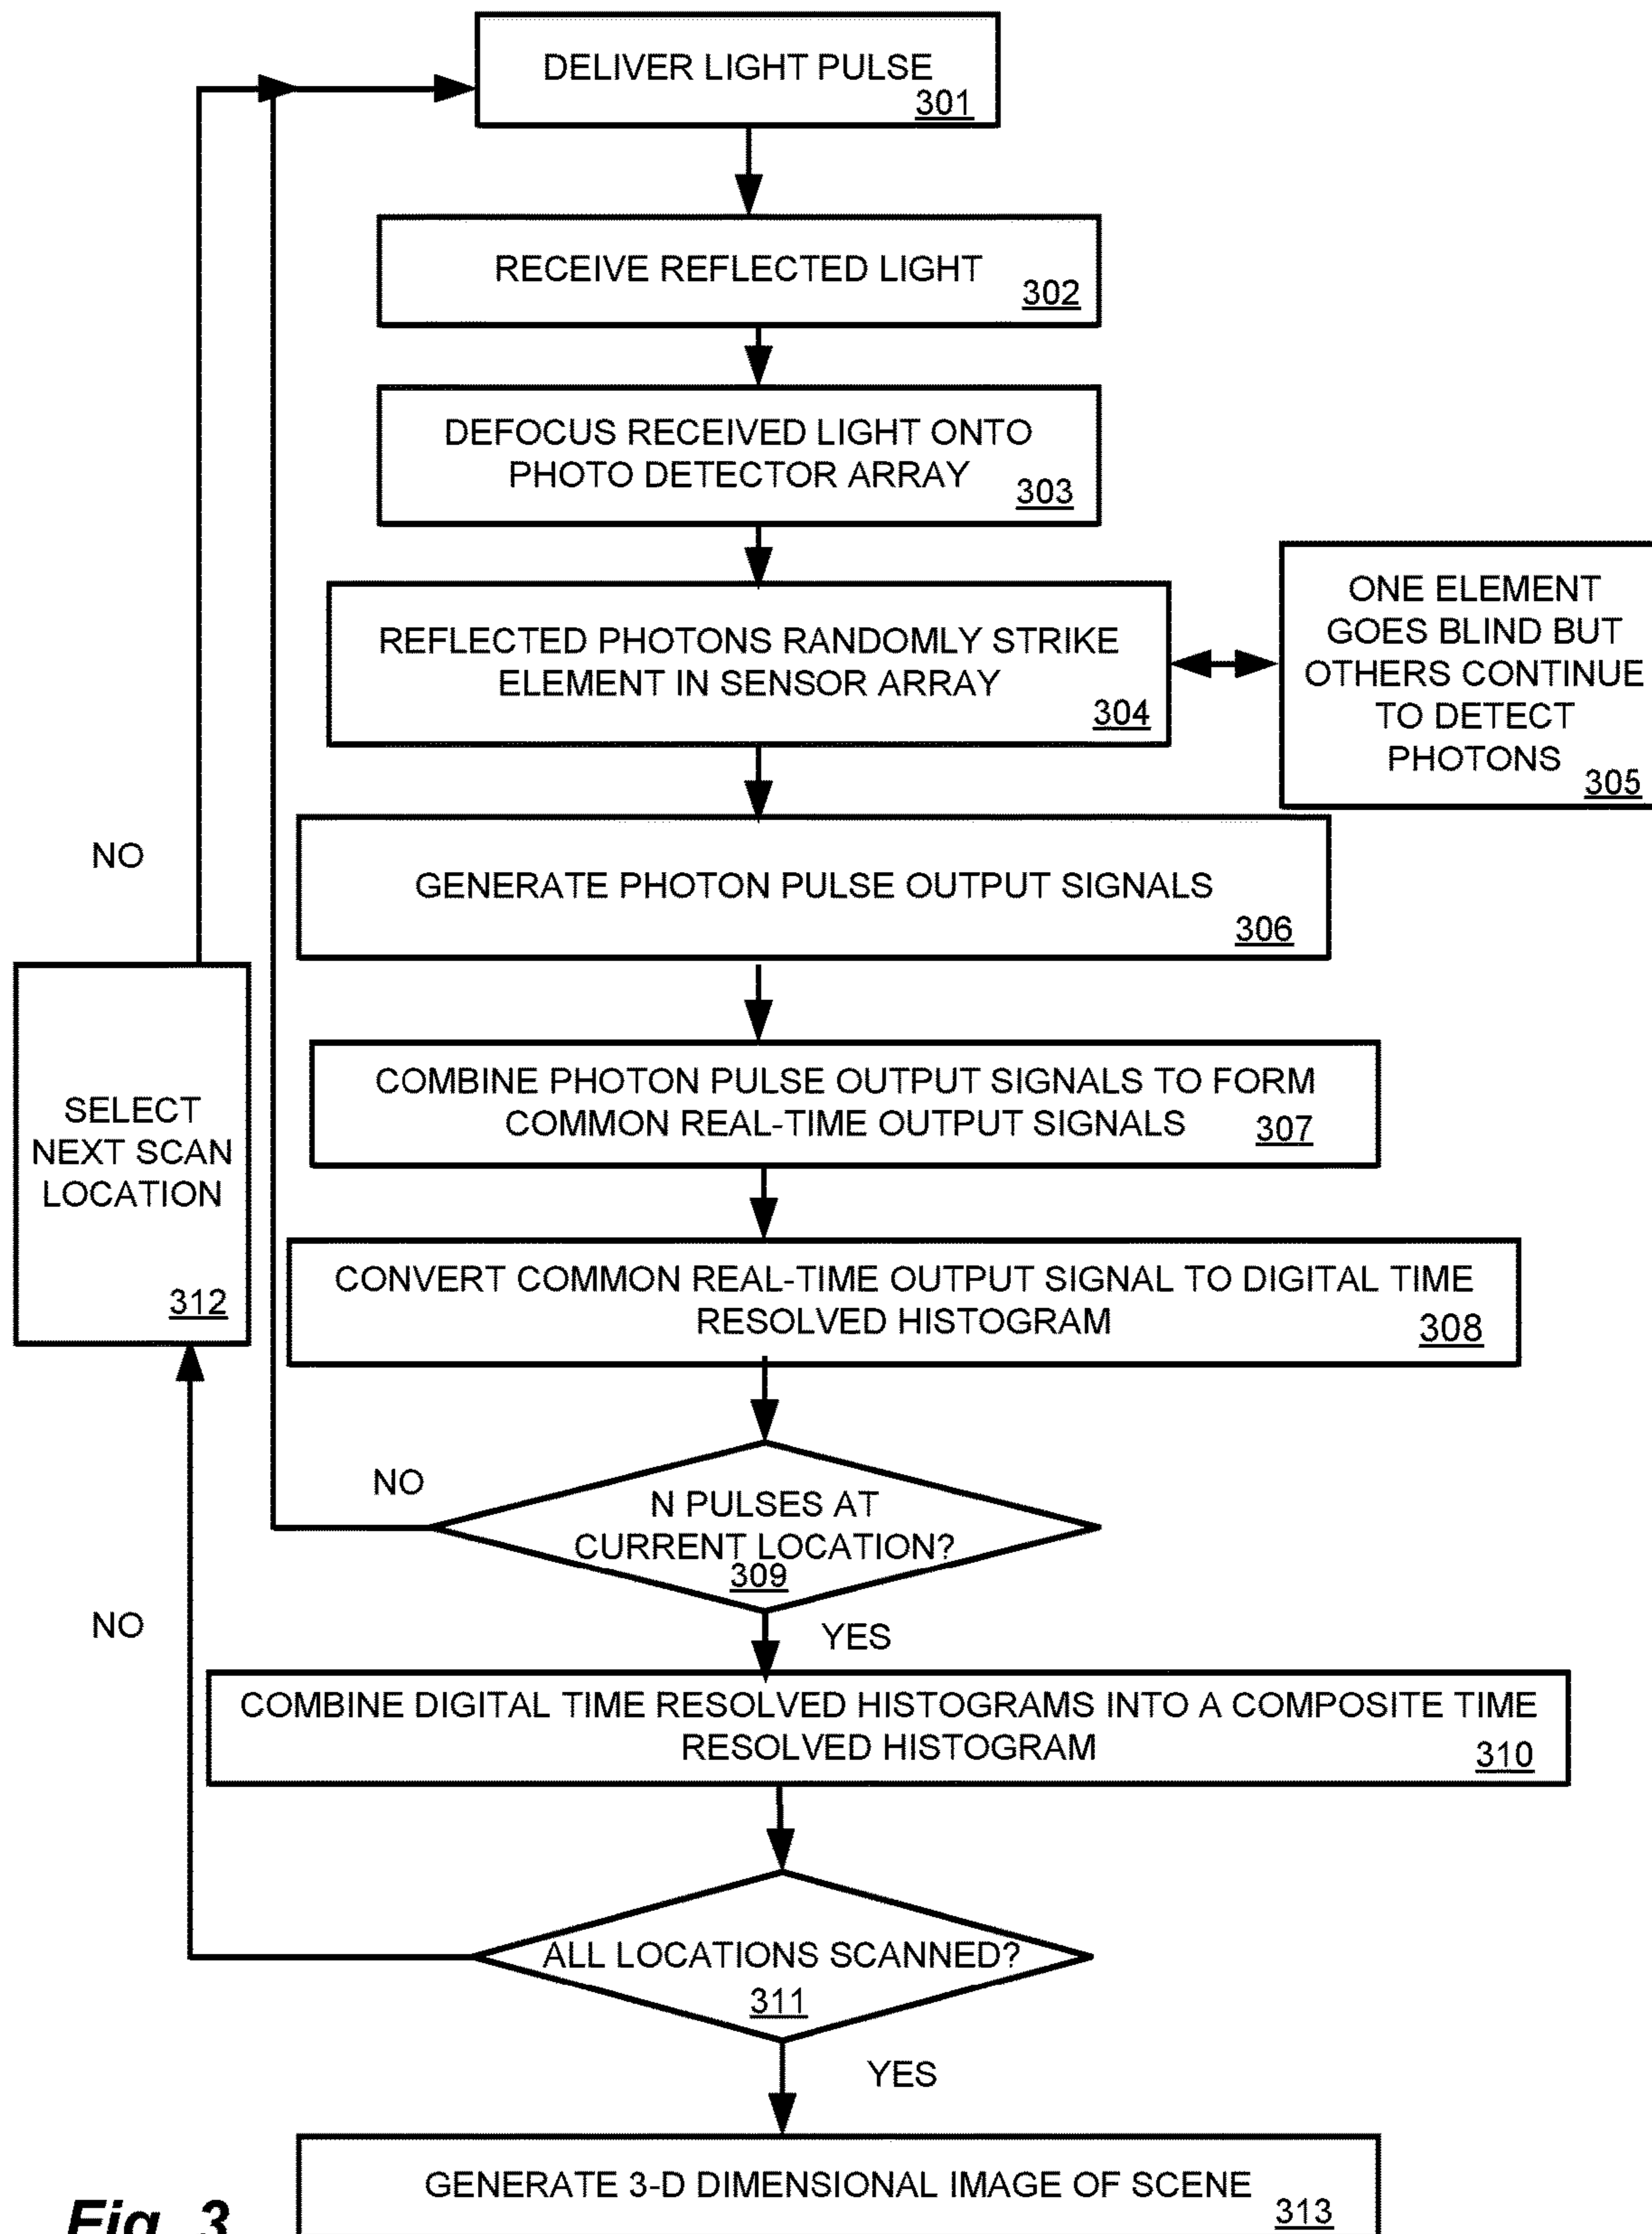 DELIVER LIGHT PULSE
301
RECEIVE REFLECTED LIGHT
302
DEFOCUS RECEIVED LIGHT ONTO
PHOTO DETECTOR ARRAY
303
REFLECTED PHOTONS RANDOMLY STRIKE
ELEMENT IN SENSOR ARRAY
304
ONE ELEMENT
GOES BLIND BUT
OTHERS CONTINUE
TO DETECT
PHOTONS
305
NO
GENERATE PHOTON PULSE OUTPUT SIGNALS
306
COMBINE PHOTON PULSE OUTPUT SIGNALS TO FORM
COMMON REAL-TIME OUTPUT SIGNALS 307
SELECT
NEXT SCAN
LOCATION
312
CONVERT COMMON REAL-TIME OUTPUT SIGNAL TO DIGITAL TIME
RESOLVED HISTOGRAM 308
NO
N PULSES AT
CURRENT LOCATION?
309
NO
YES
COMBINE DIGITAL TIME RESOLVED HISTOGRAMS INTO A COMPOSITE TIME
RESOLVED HISTOGRAM 310
ALL LOCATIONS SCANNED?
311
YES
GENERATE 3-D DIMENSIONAL IMAGE OF SCENE
313
Fig. 3